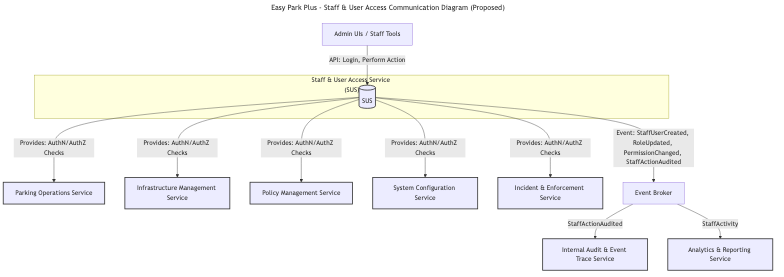 Easy Park Plus - Staff & User Access Communication Diagram (Proposed)
Admin UIs / Staff Tools
API: Login, Perform Action
Staff & User Access Service
(SUS)
SUS
Provides: AuthN/AuthZ
Checks
Provides: AuthN/AuthZ
Checks
Provides: AuthN/AuthZ
Checks
Provides: AuthN/AuthZ
Checks
Provides: AuthN/AuthZ
Checks
Event: StaffUserCreated,
RoleUpdated,
PermissionChanged,
StaffActionAudited
Parking Operations Service
Infrastructure Management
Service
Policy Management Service
System Configuration
Service
Incident & Enforcement
Service
Event Broker
StaffActionAudited
StaffActivity
Internal Audit & Event
Trace Service
Analytics & Reporting
Service